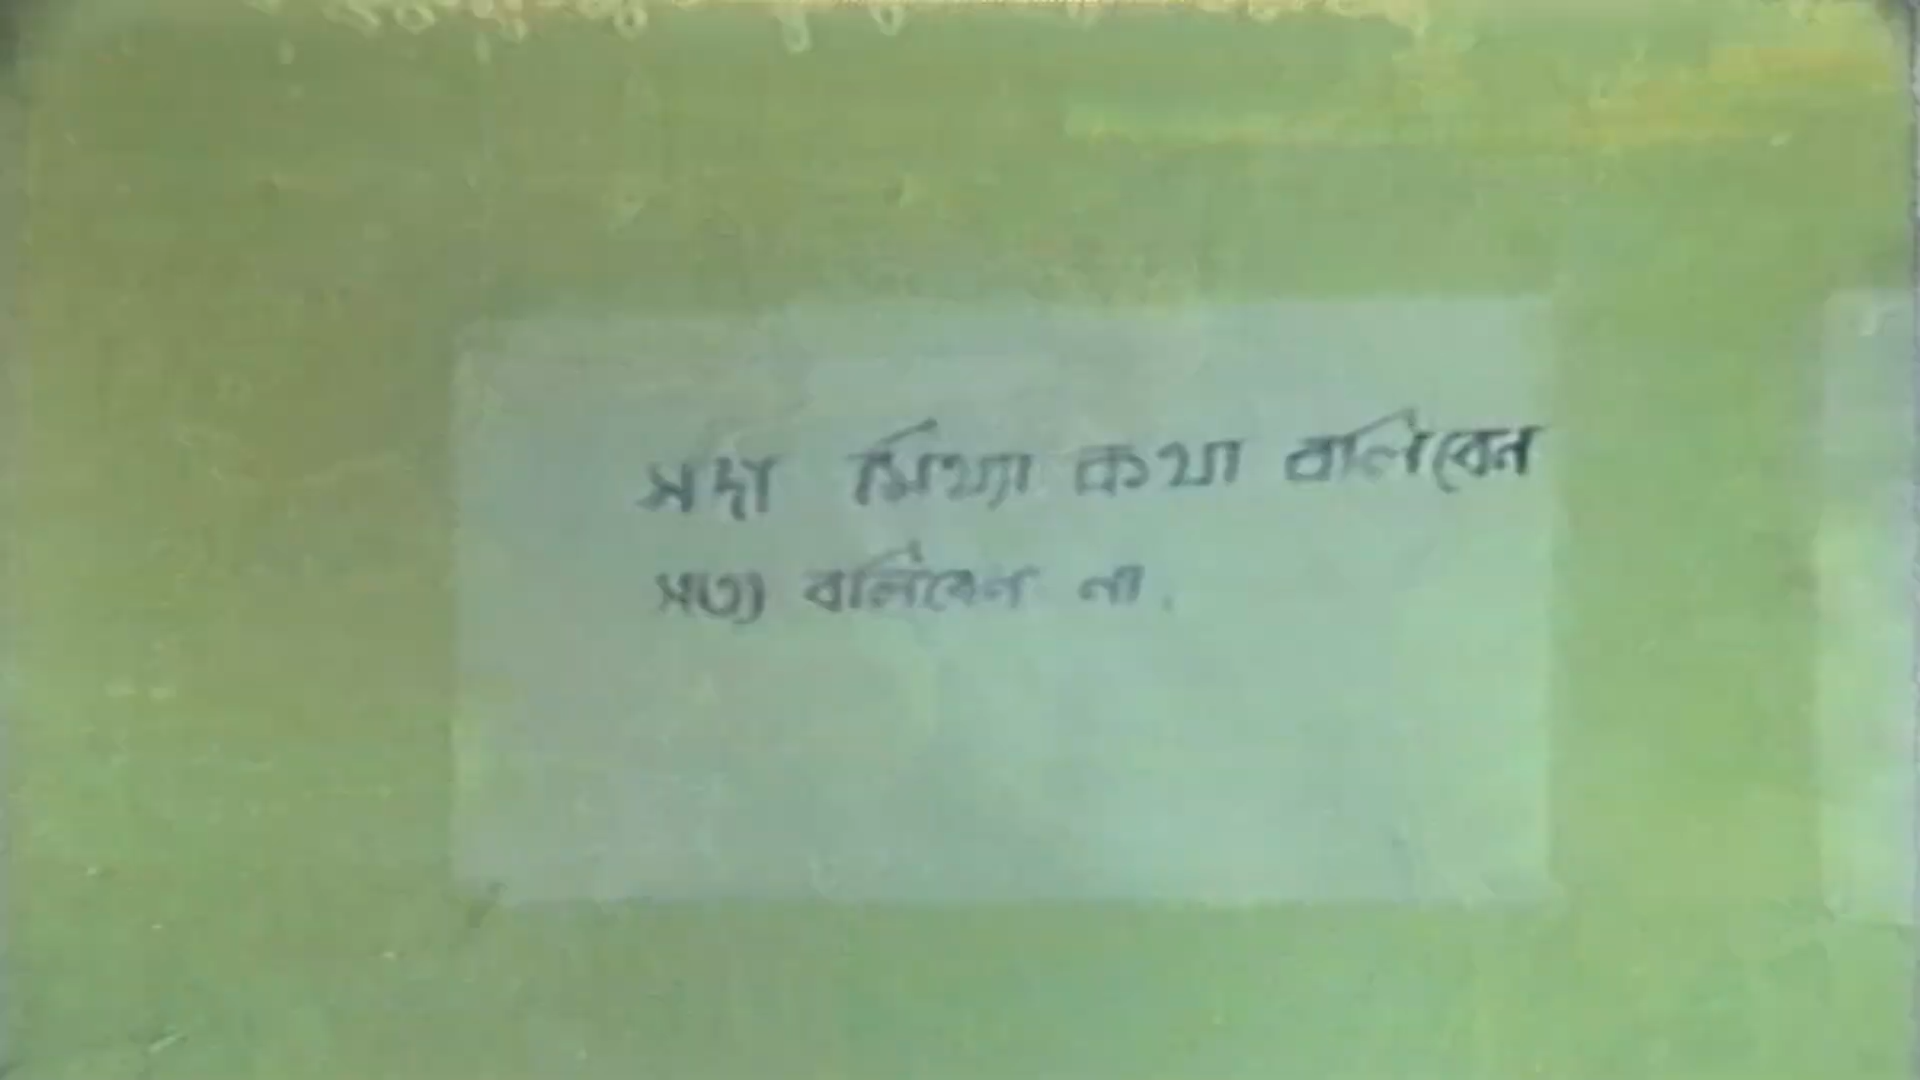 সদা মিথ্যা কথা বলিবেন
সত্য বলিবেন না.